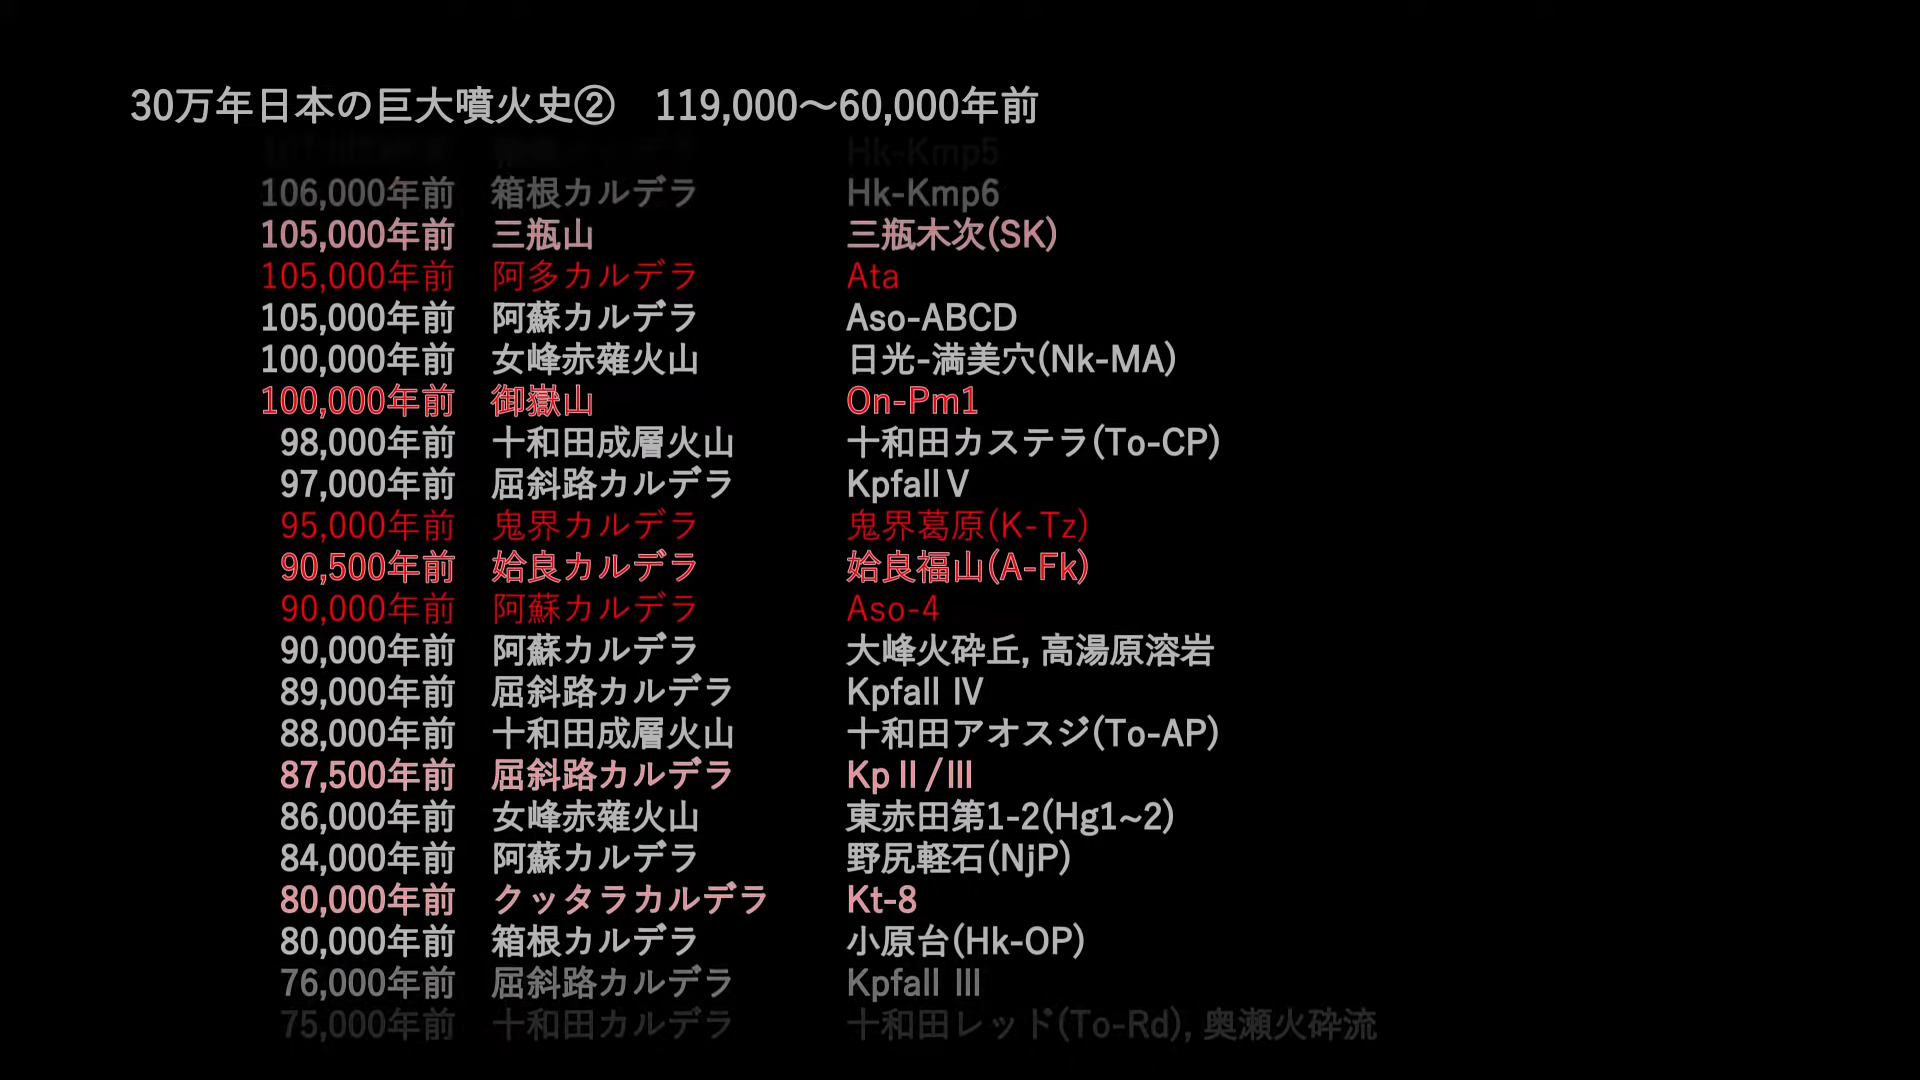 30万年日本の巨大噴火史② 119,000～60,000年前
Hk-Kmp5
106,000年前 箱根カルデラ Hk-Kmp6
105,000年前 三瓶山 三瓶木次(SK)
105,000年前 阿多カルデラ Ata
105,000年前 阿蘇カルデラ Aso-ABCD
100,000年前 女峰赤薙火山 日光-満美穴(Nk-MA)
100,000年前 御嶽山 On-Pm1
98,000年前 十和田成層火山 十和田カステラ(To-CP)
97,000年前 屈斜路カルデラ KpfallⅤ
95,000年前 鬼界カルデラ 鬼界葛原(K-Tz)
90,500年前 姶良カルデラ 姶良福山(A-Fk)
90,000年前 阿蘇カルデラ Aso-4
90,000年前 阿蘇カルデラ 大峰火砕丘, 高湯原溶岩
89,000年前 屈斜路カルデラ Kpfall Ⅳ
88,000年前 十和田成層火山 十和田アオスジ(To-AP)
87,500年前 屈斜路カルデラ KpⅡ/Ⅲ
86,000年前 女峰赤薙火山 東赤田第1-2(Hg1~2)
84,000年前 阿蘇カルデラ 野尻軽石(NjP)
80,000年前 クッタラカルデラ Kt-8
80,000年前 箱根カルデラ 小原台(Hk-OP)
76,000年前 屈斜路カルデラ Kpfall Ⅲ
75,000年前 十和田カルデラ 十和田レッド(To-Rd), 奥瀬火砕流